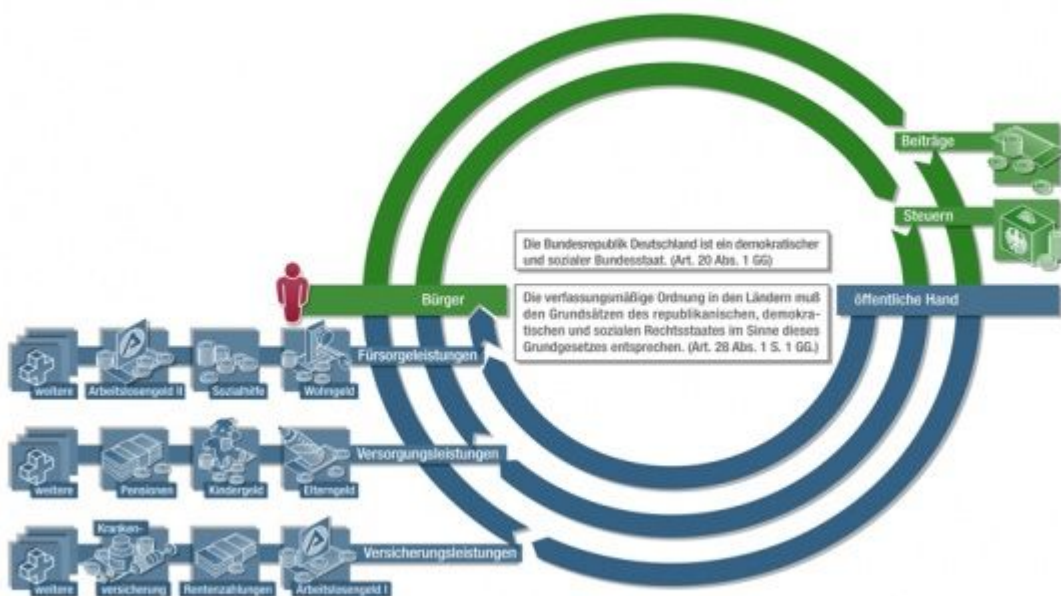 Beiträge
Steuern
Die Bundesrepublik Deutschland ist ein demokratischer
und sozialer Bundesstaat. (Art. 20 Abs. 1 GG)
Bürger
Die verfassungsmäßige Ordnung in den Ländern muß
den Grundsätzen des republikanischen, demokra-
tischen und sozialen Rechtsstaates im Sinne dieses
Grundgesetzes entsprechen. (Art. 28 Abs. 1 S. 1 GG.)
öffentliche Hand
Fürsorgeleistungen
weitere
Arbeitslosengeld II
Sozialhilfe
Wohngeld
Versorgungsleistungen
weitere
Pensionen
Kindergeld
Elterngeld
Versicherungsleistungen
weitere
Kranken-
versicherung
Rentenzahlungen
Arbeitslosengeld I